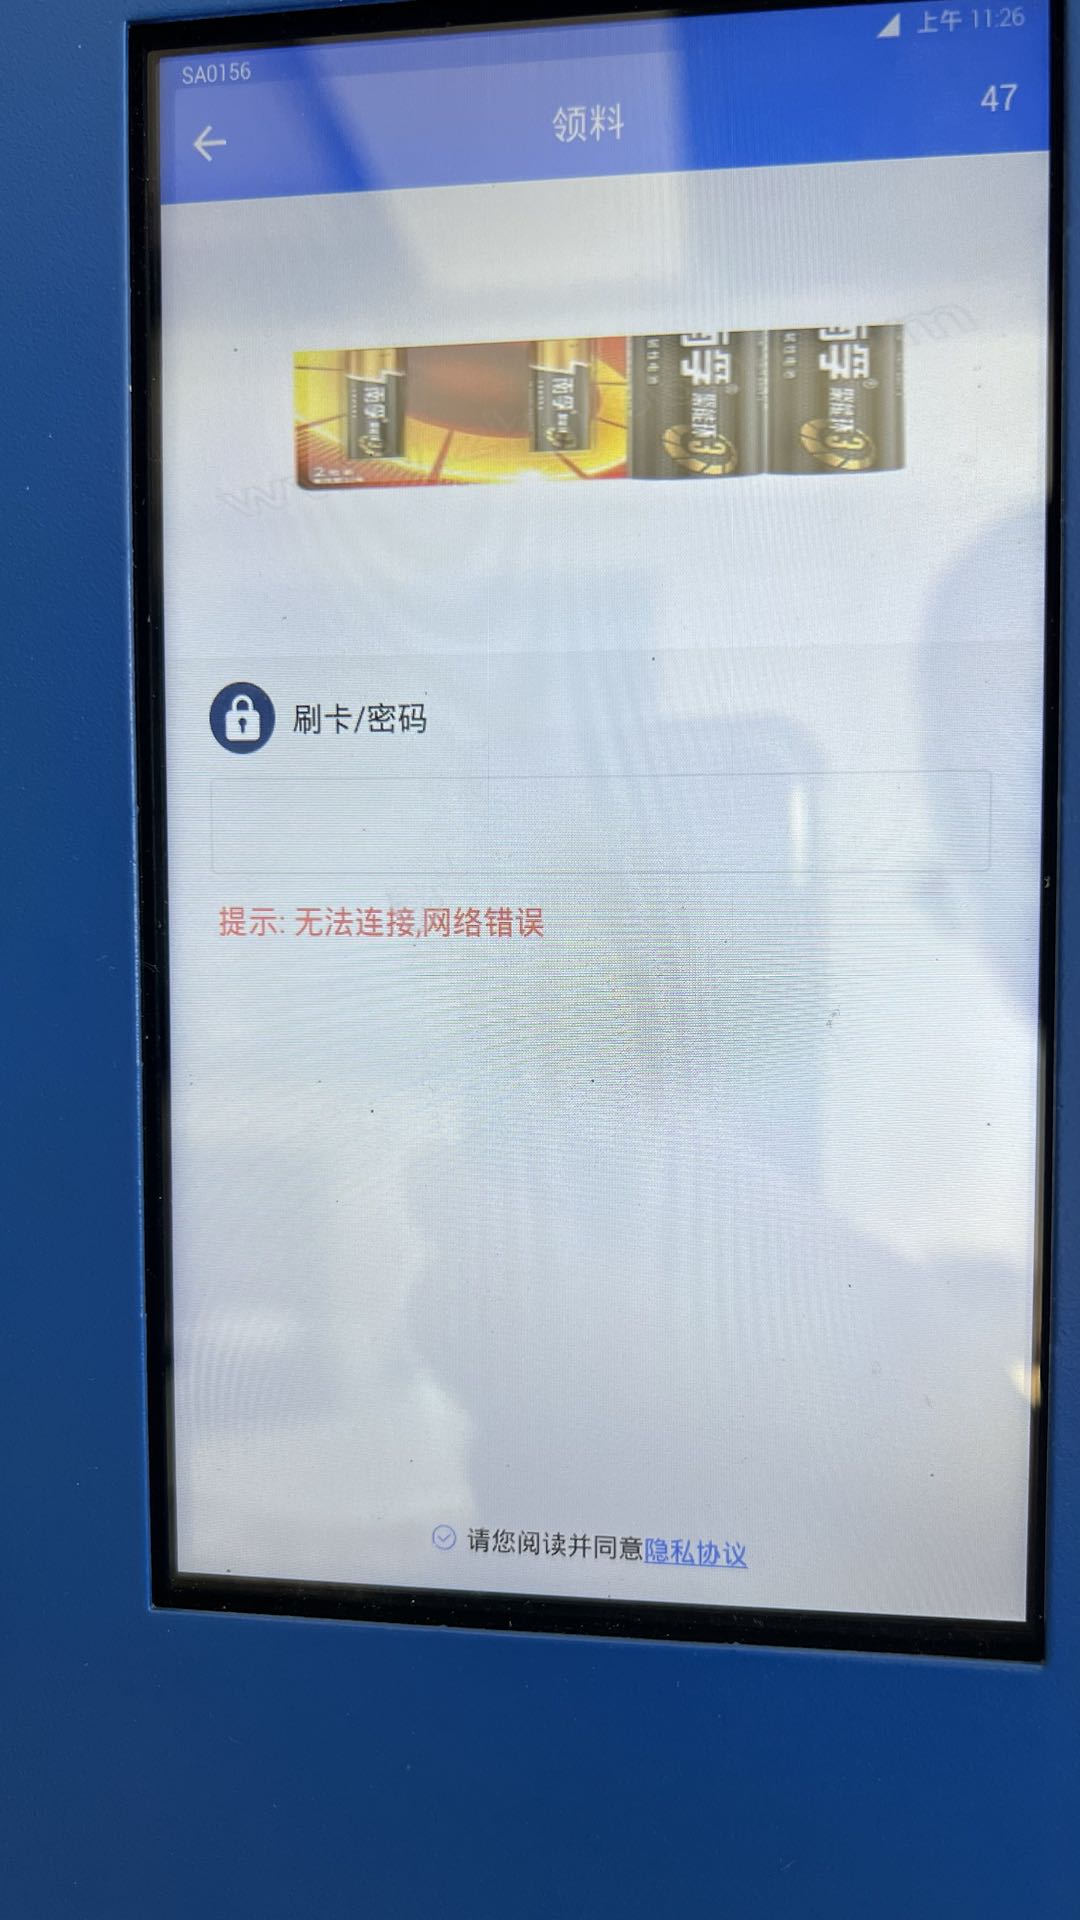 上午 11:26
SA0156
领料
47
南孚
南孚
南孚
聚能环3
南孚
聚能环3
刷卡/密码
提示: 无法连接,网络错误
请您阅读并同意隐私协议